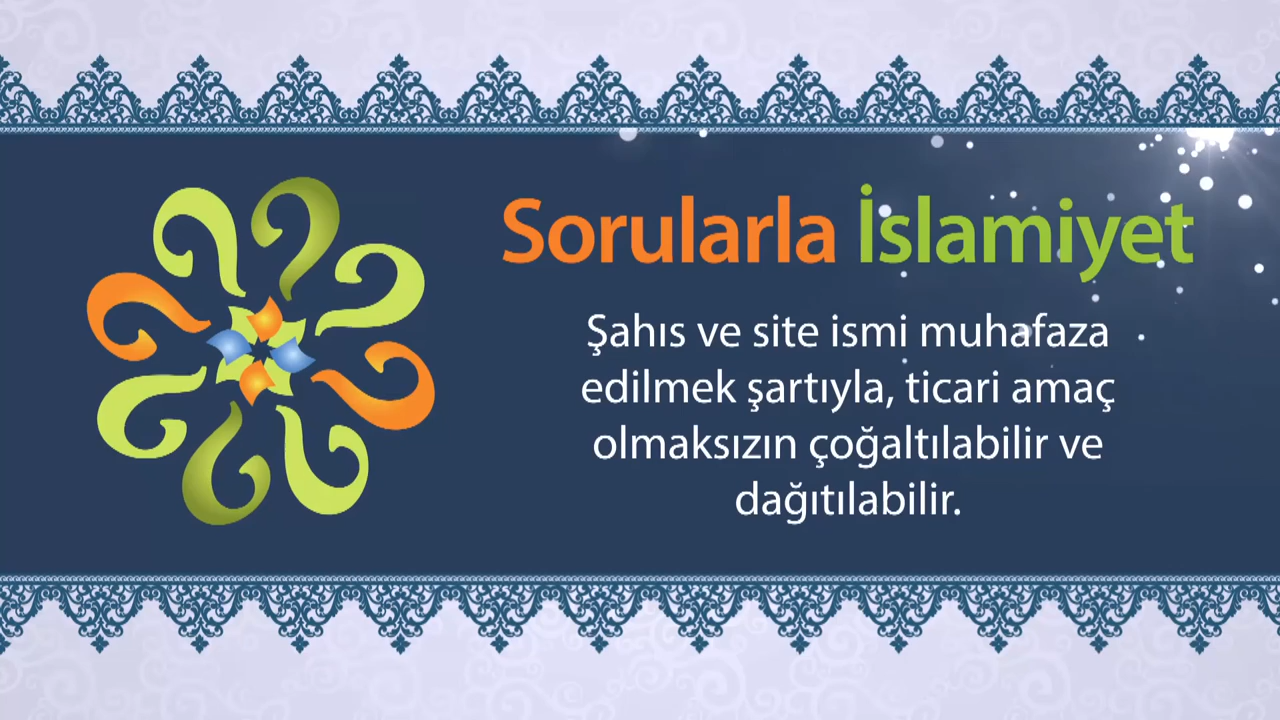 Sorularla İslamiyet
Şahıs ve site ismi muhafaza
edilmek şartıyla, ticari amaç
olmaksızın çoğaltılabilir ve
dağıtılabilir.